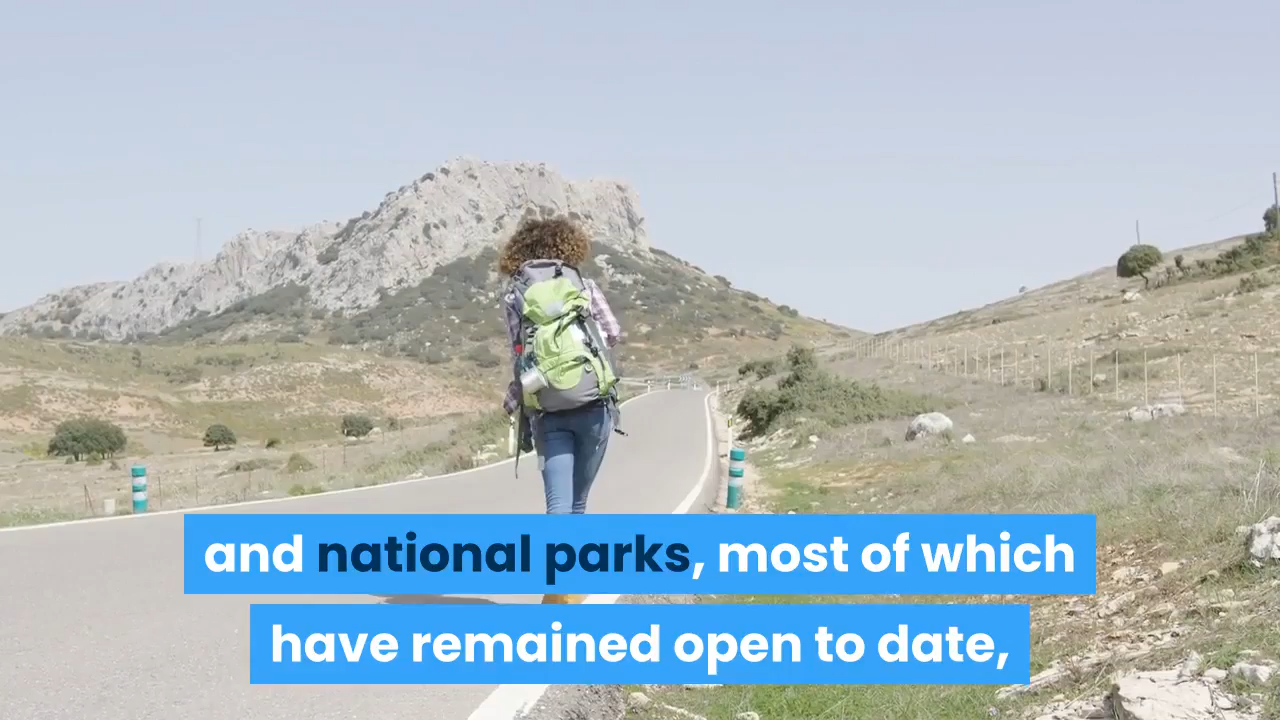 and national parks, most of which
have remained open to date,